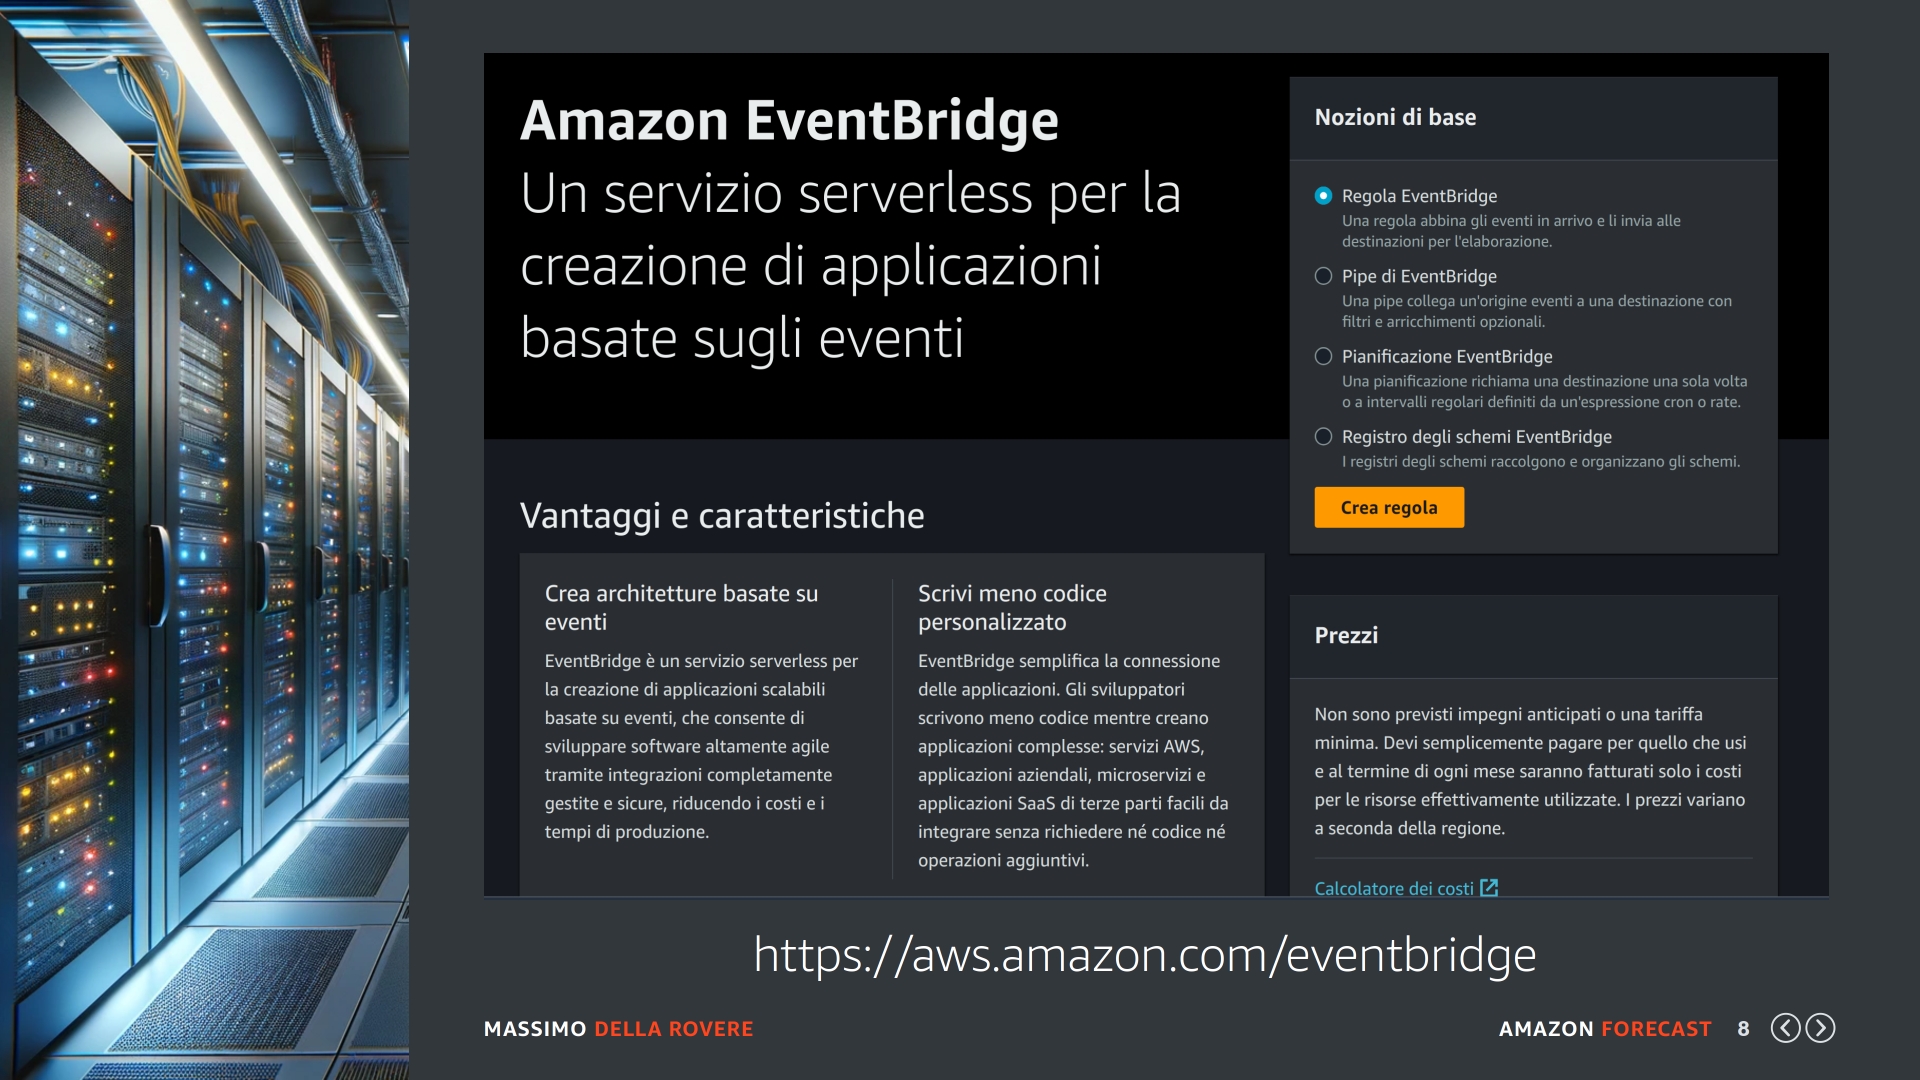 Amazon EventBridge
Un servizio serverless per la
creazione di applicazioni
basate sugli eventi
Nozioni di base
Regola EventBridge
Una regola abbina gli eventi in arrivo e li invia alle
destinazioni per l'elaborazione.
Pipe di EventBridge
Una pipe collega un'origine eventi a una destinazione con
filtri e arricchimenti opzionali.
Pianificazione EventBridge
Una pianificazione richiama una destinazione una sola volta
o a intervalli regolari definiti da un'espressione cron o rate.
Registro degli schemi EventBridge
I registri degli schemi raccolgono e organizzano gli schemi.
Crea regola
Vantaggi e caratteristiche
Crea architetture basate su
eventi
EventBridge è un servizio serverless per
la creazione di applicazioni scalabili
basate su eventi, che consente di
sviluppare software altamente agile
tramite integrazioni completamente
gestite e sicure, riducendo i costi e i
tempi di produzione.
Scrivi meno codice
personalizzato
EventBridge semplifica la connessione
delle applicazioni. Gli sviluppatori
scrivono meno codice mentre creano
applicazioni complesse: servizi AWS,
applicazioni aziendali, microservizi e
applicazioni SaaS di terze parti facili da
integrare senza richiedere né codice né
operazioni aggiuntivi.
Prezzi
Non sono previsti impegni anticipati o una tariffa
minima. Devi semplicemente pagare per quello che usi
e al termine di ogni mese saranno fatturati solo i costi
per le risorse effettivamente utilizzate. I prezzi variano
a seconda della regione.
Calcolatore dei costi
https://aws.amazon.com/eventbridge
MASSIMO DELLA ROVERE
AMAZON FORECAST 8